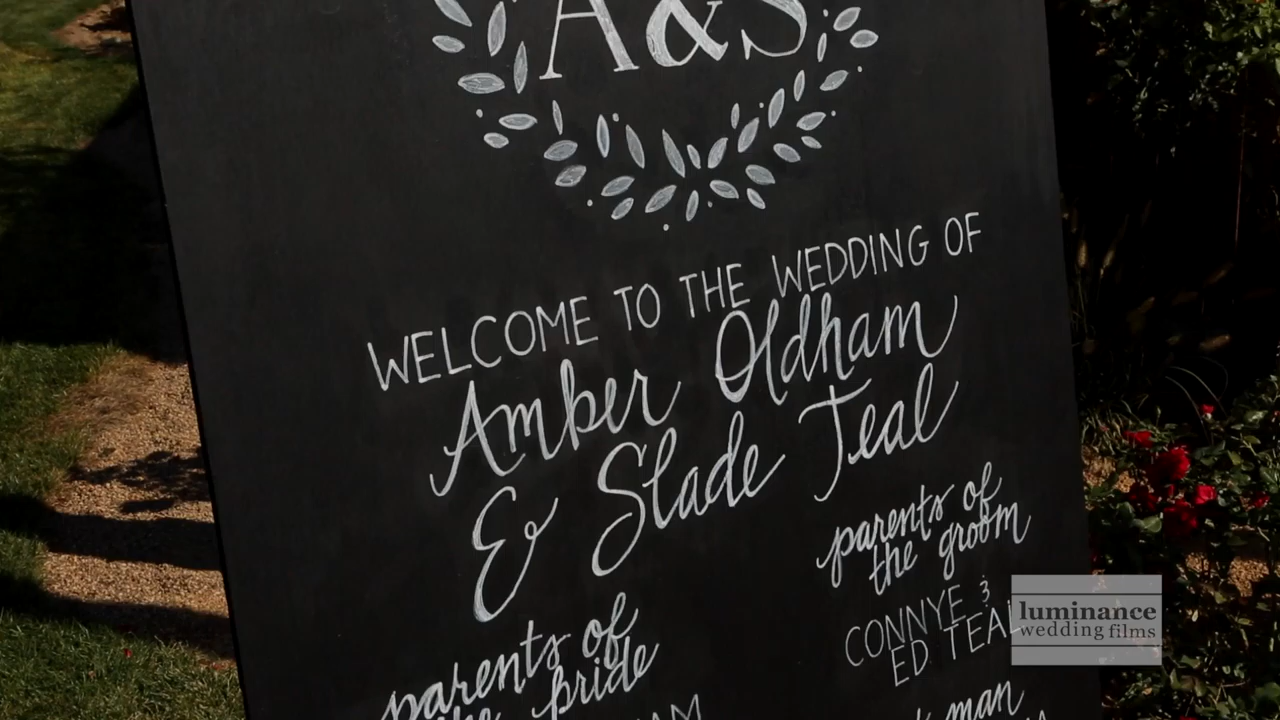 A&S
WELCOME TO THE WEDDING OF
Amber Oldham
& Slade Teal
parents of
the groom
CONNYE &
ED TEAL
parents of
the bride
man
luminance
wedding films